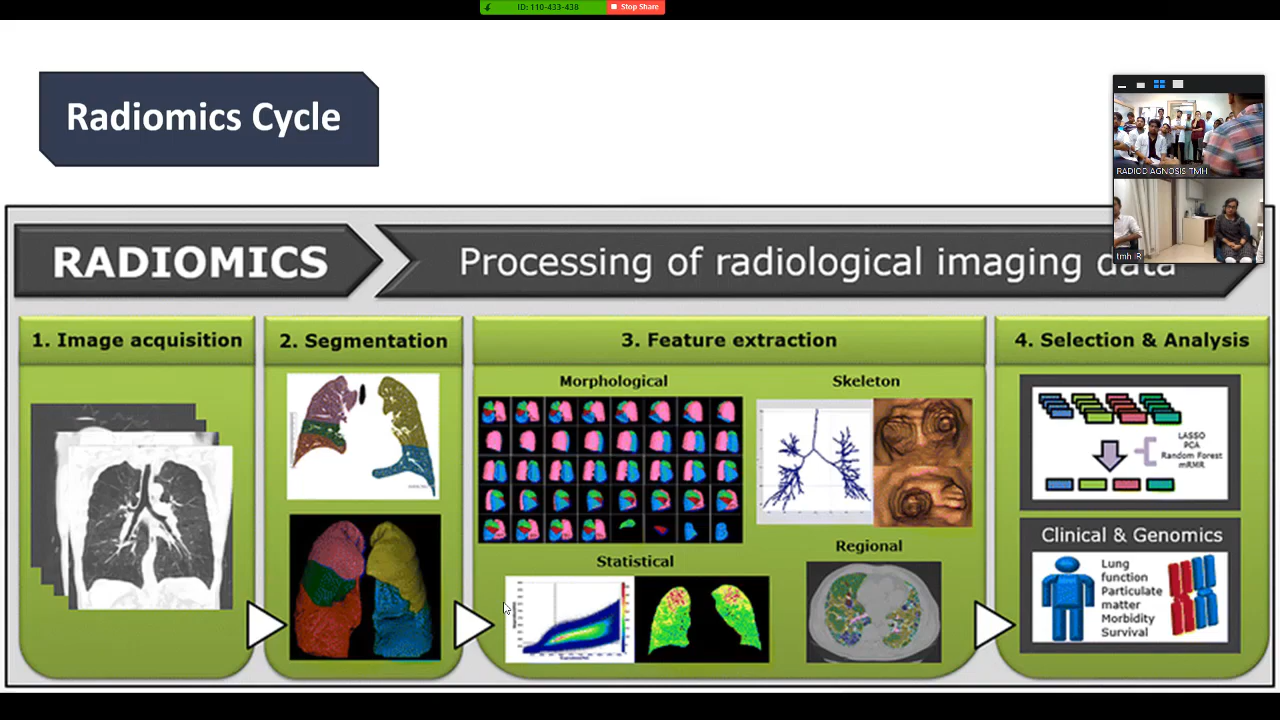 ID: 110-433-438
Stop Share
Radiomics Cycle
RADIODIAGNOSIS TMH
tmh IR
RADIOMICS
Processing of radiological imaging data
1. Image acquisition
2. Segmentation
3. Feature extraction
4. Selection & Analysis
Morphological
Skeleton
Statistical
Regional
LASSO
PCA
Random Forest
mRMR
Clinical & Genomics
Lung
function
Particulate
matter
Morbidity
Survival